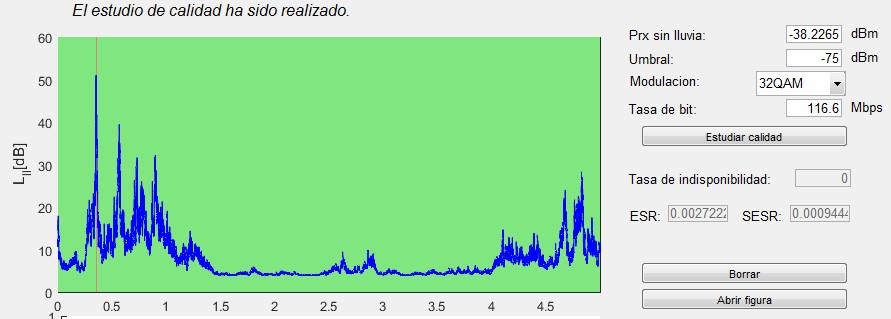 El estudio de calidad ha sido realizado.
60
50
40
30
20
10
0
L_II[dB]
0 0.5 1 1.5 2 2.5 3 3.5 4 4.5
Prx sin lluvia: -38.2265 dBm
Umbral: -75 dBm
Modulacion: 32QAM
Tasa de bit: 116.6 Mbps
Estudiar calidad
Tasa de indisponibilidad: 0
ESR: 0.0027222 SESR: 0.0009444
Borrar
Abrir figura